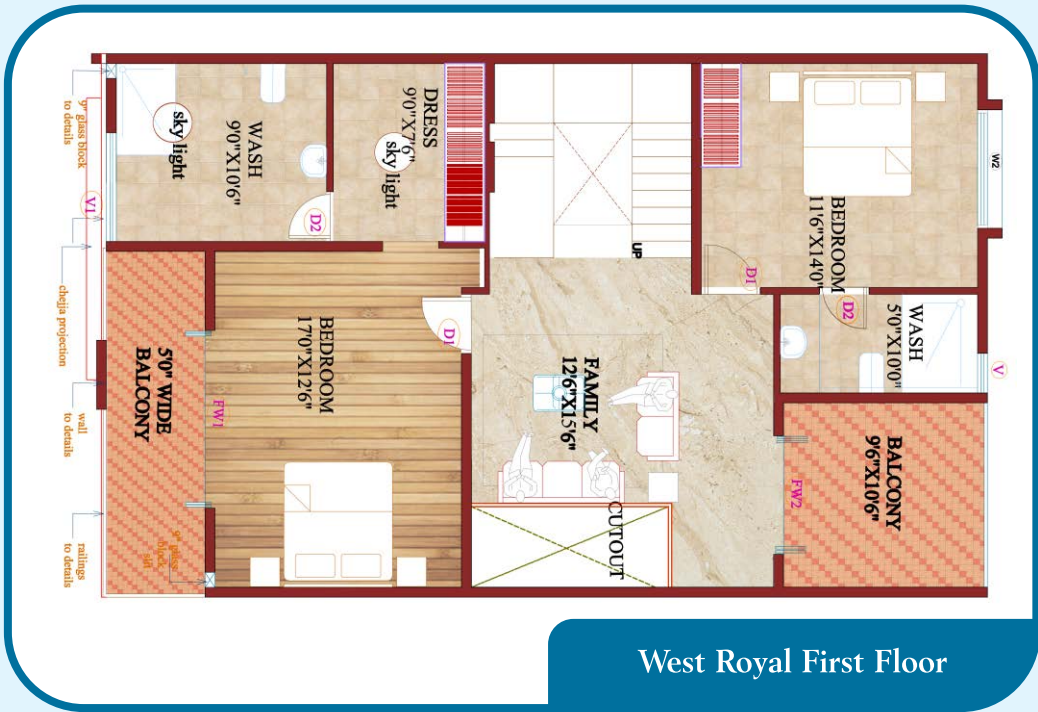 sky light
WASH
9'0"X10'6"
DRESS
9'0"X7'6"
sky light
D2
V1
9" glass block
to details
chejja projection
wall
to details
railings
to details
UP
BEDROOM
11'6"X14'0"
W2
D1
D2
WASH
5'0"X10'0"
V
5'0" WIDE
BALCONY
FW1
BEDROOM
17'0"X12'6"
D1
FAMILY
12'6"X15'6"
CUTOUT
FW2
BALCONY
9'6"X10'6"
9" glass
block
West Royal First Floor